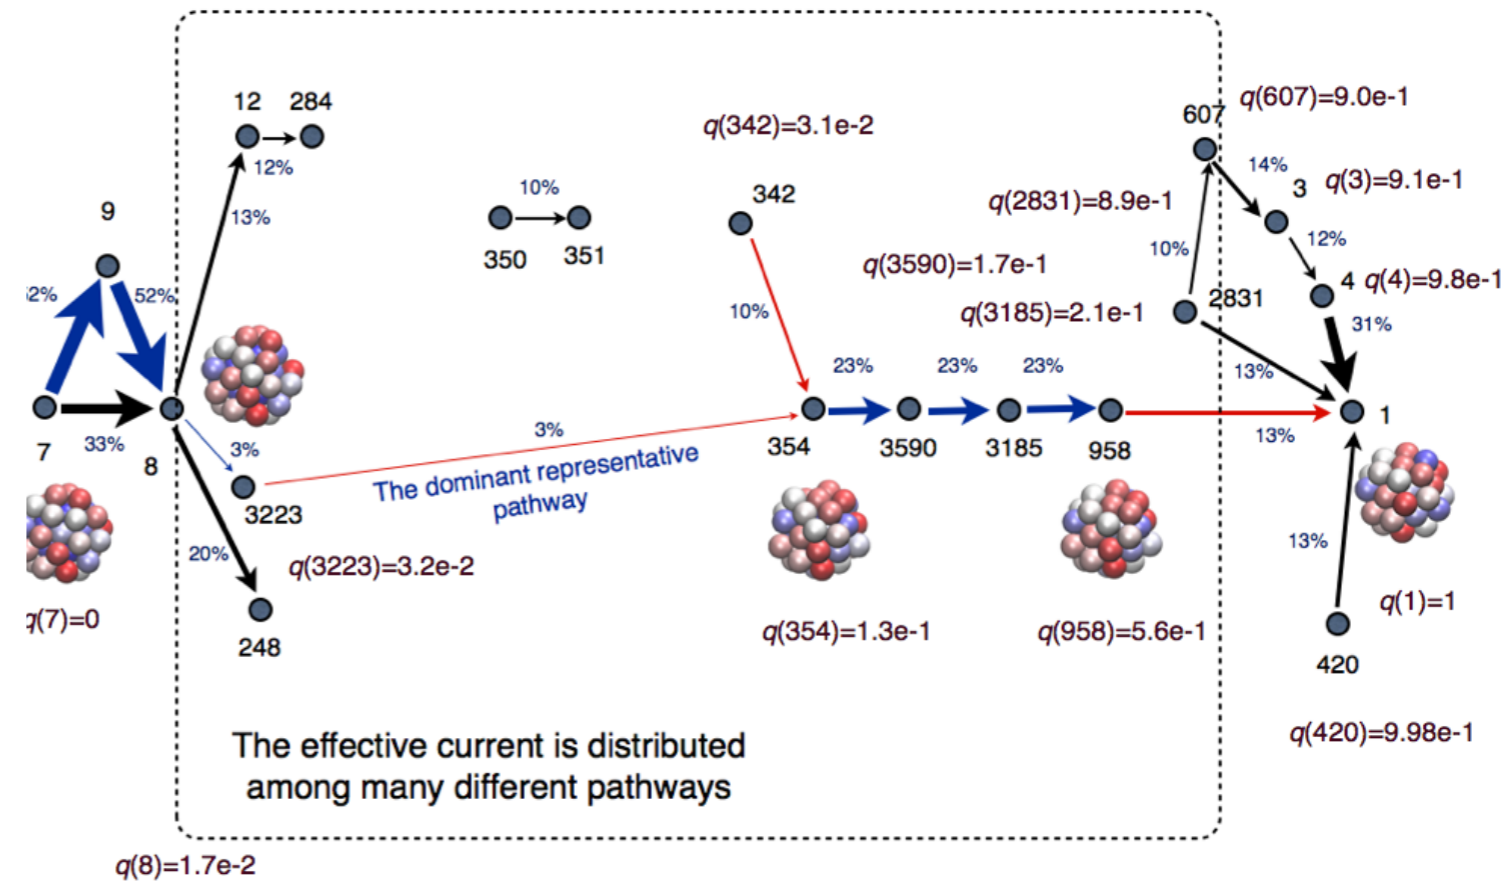 12 284
12%
13%
9
52%
7
33%
8
3%
3223
20%
248
q(3223)=3.2e-2
q(7)=0
q(8)=1.7e-2
10%
350 351
q(342)=3.1e-2
342
10%
3%
The dominant representative
pathway
q(3590)=1.7e-1
q(3185)=2.1e-1
23% 23% 23%
354 3590 3185 958
q(354)=1.3e-1 q(958)=5.6e-1
The effective current is distributed
among many different pathways
607
q(607)=9.0e-1
14%
3 q(3)=9.1e-1
q(2831)=8.9e-1
10%
12%
2831
4 q(4)=9.8e-1
31%
13%
1
13%
13%
q(1)=1
420
q(420)=9.98e-1